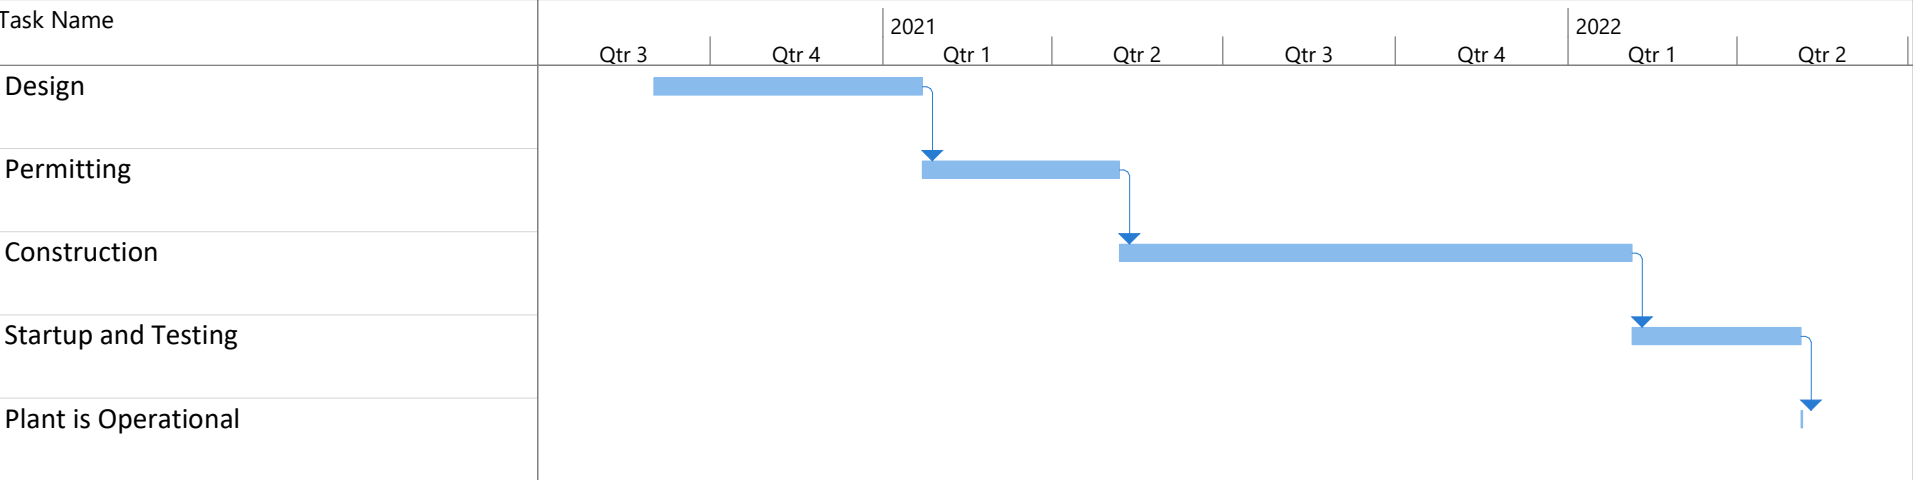 Task Name
2021
2022
Qtr 3 Qtr 4 Qtr 1 Qtr 2 Qtr 3 Qtr 4 Qtr 1 Qtr 2
Design
Permitting
Construction
Startup and Testing
Plant is Operational